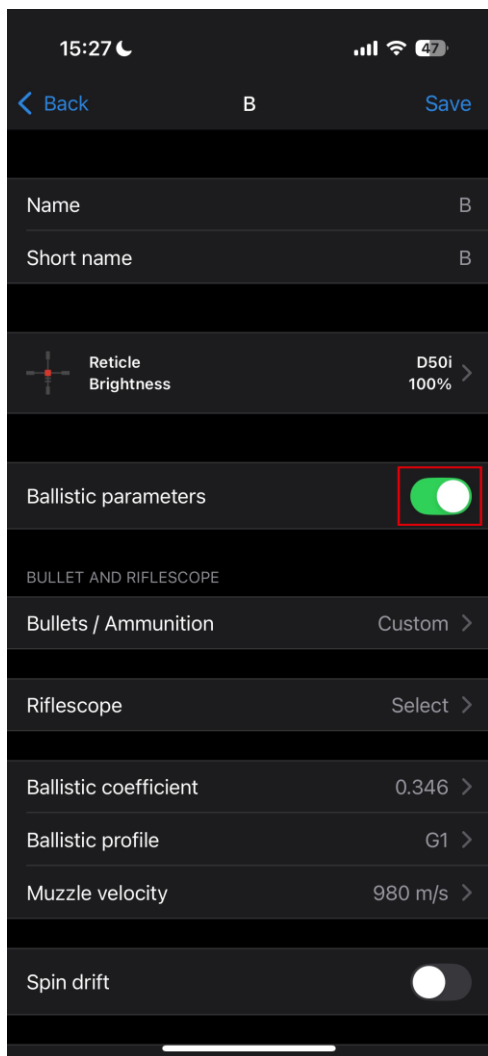 15:27 47
Back B Save
Name B
Short name B
Reticle D50i
Brightness 100%
Ballistic parameters
BULLET AND RIFLESCOPE
Bullets / Ammunition Custom
Riflescope Select
Ballistic coefficient 0.346
Ballistic profile G1
Muzzle velocity 980 m/s
Spin drift